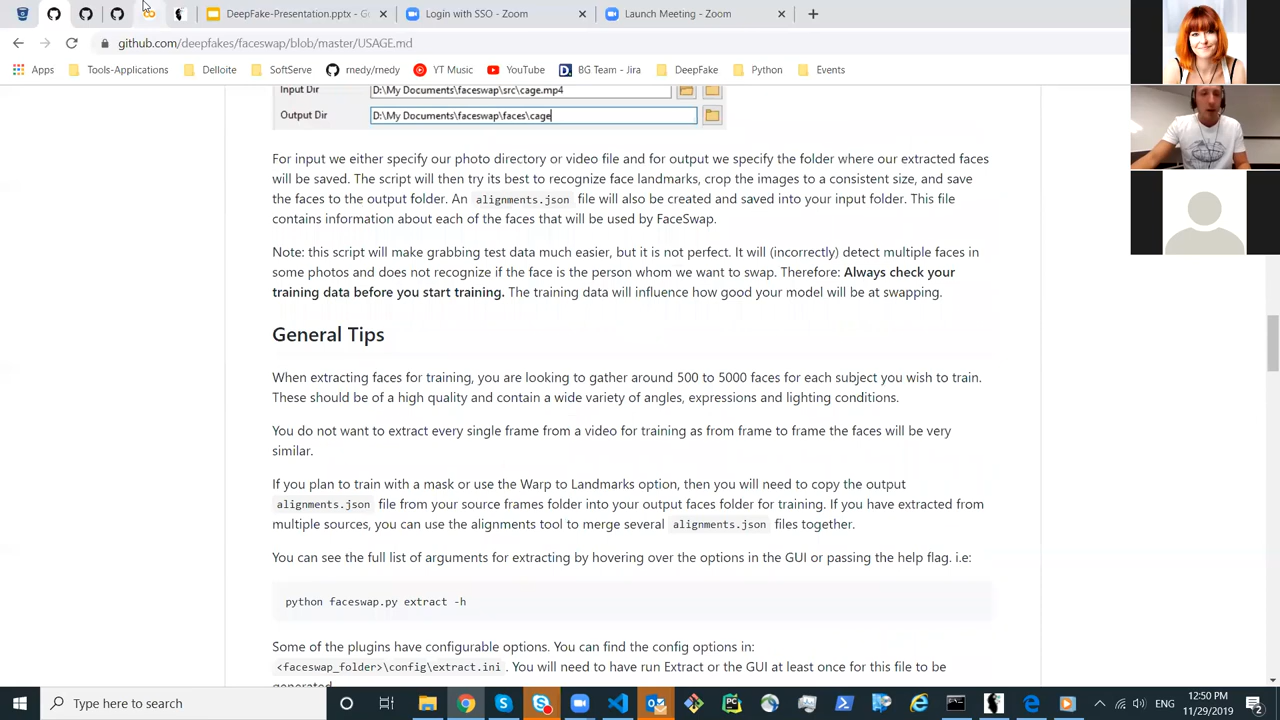 DeepFake-Presentation.pptx - G
Login with SSO - Zoom
Launch Meeting - Zoom
github.com/deepfakes/faceswap/blob/master/USAGE.md
Apps
Tools-Applications
Delloite
SoftServe
rnedy/rnedy
YT Music
YouTube
BG Team - Jira
DeepFake
Python
Events
Input Dir
D:\My Documents\faceswap\src\cage.mp4
Output Dir
D:\My Documents\faceswap\faces\cage
For input we either specify our photo directory or video file and for output we specify the folder where our extracted faces
will be saved. The script will then try its best to recognize face landmarks, crop the images to a consistent size, and save
the faces to the output folder. An alignments.json file will also be created and saved into your input folder. This file
contains information about each of the faces that will be used by FaceSwap.
Note: this script will make grabbing test data much easier, but it is not perfect. It will (incorrectly) detect multiple faces in
some photos and does not recognize if the face is the person whom we want to swap. Therefore: Always check your
training data before you start training. The training data will influence how good your model will be at swapping.
General Tips
When extracting faces for training, you are looking to gather around 500 to 5000 faces for each subject you wish to train.
These should be of a high quality and contain a wide variety of angles, expressions and lighting conditions.
You do not want to extract every single frame from a video for training as from frame to frame the faces will be very
similar.
If you plan to train with a mask or use the Warp to Landmarks option, then you will need to copy the output
alignments.json file from your source frames folder into your output faces folder for training. If you have extracted from
multiple sources, you can use the alignments tool to merge several alignments.json files together.
You can see the full list of arguments for extracting by hovering over the options in the GUI or passing the help flag. i.e:
python faceswap.py extract -h
Some of the plugins have configurable options. You can find the config options in:
<faceswap_folder>\config\extract.ini . You will need to have run Extract or the GUI at least once for this file to be
generated
Type here to search
ENG
12:50 PM
11/29/2019
2